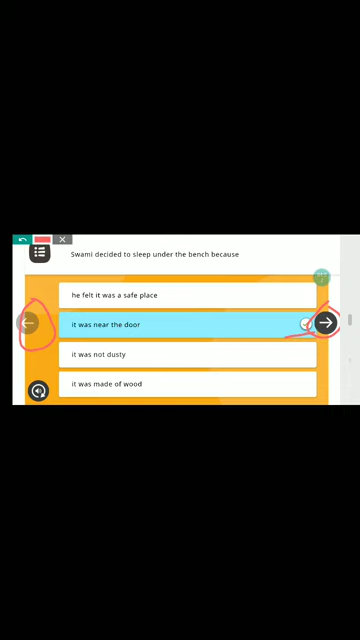 Swami decided to sleep under the bench because
he felt it was a safe place
it was near the door
it was not dusty
it was made of wood